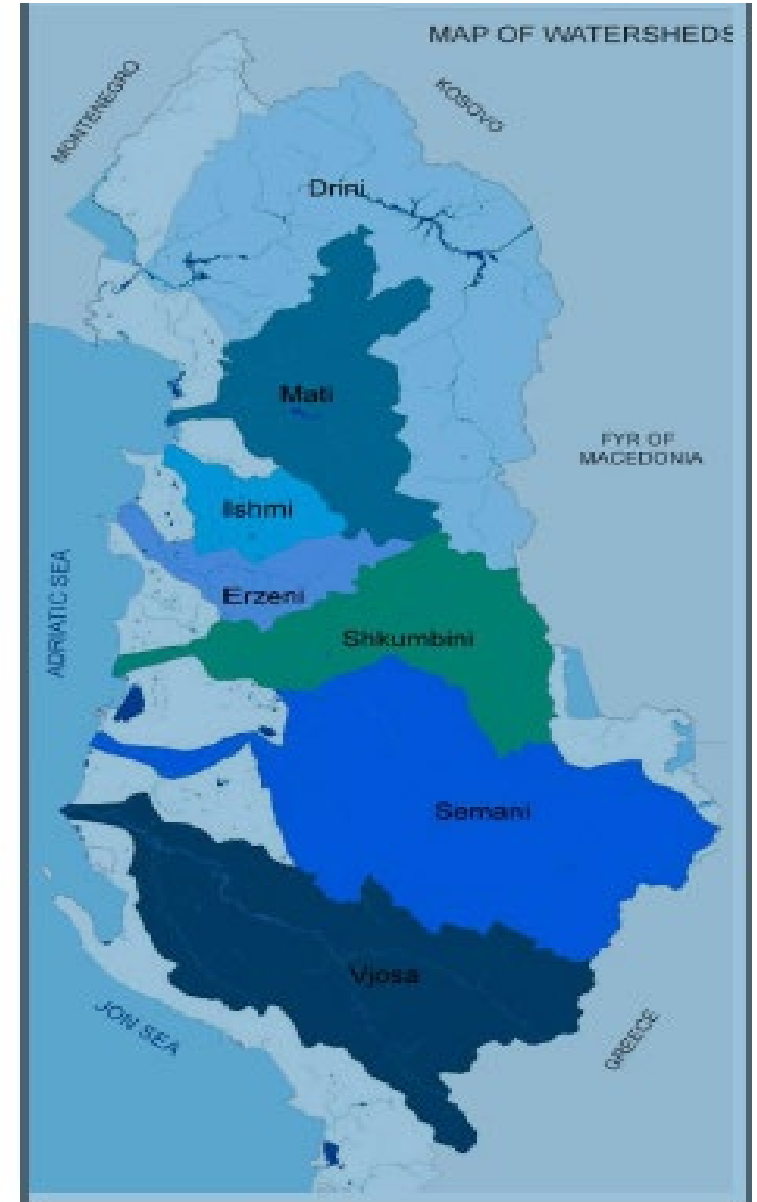 MAP OF WATERSHEDS
MONTENEGRO
KOSOVO
Drini
Mati
FYR OF
MACEDONIA
Ilshmi
ADRIATIC SEA
Erzeni
Shkumbini
Semani
Vjosa
JON SEA
GREECE